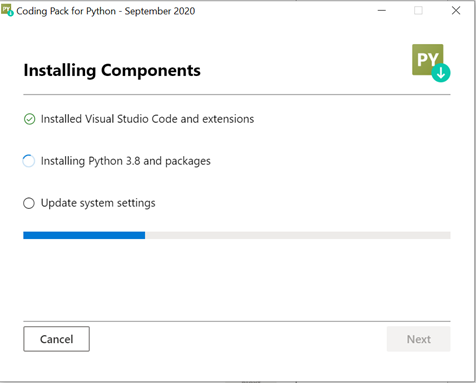 PY
Coding Pack for Python - September 2020
Installing Components
PY
Installed Visual Studio Code and extensions
Installing Python 3.8 and packages
Update system settings
Cancel
Next